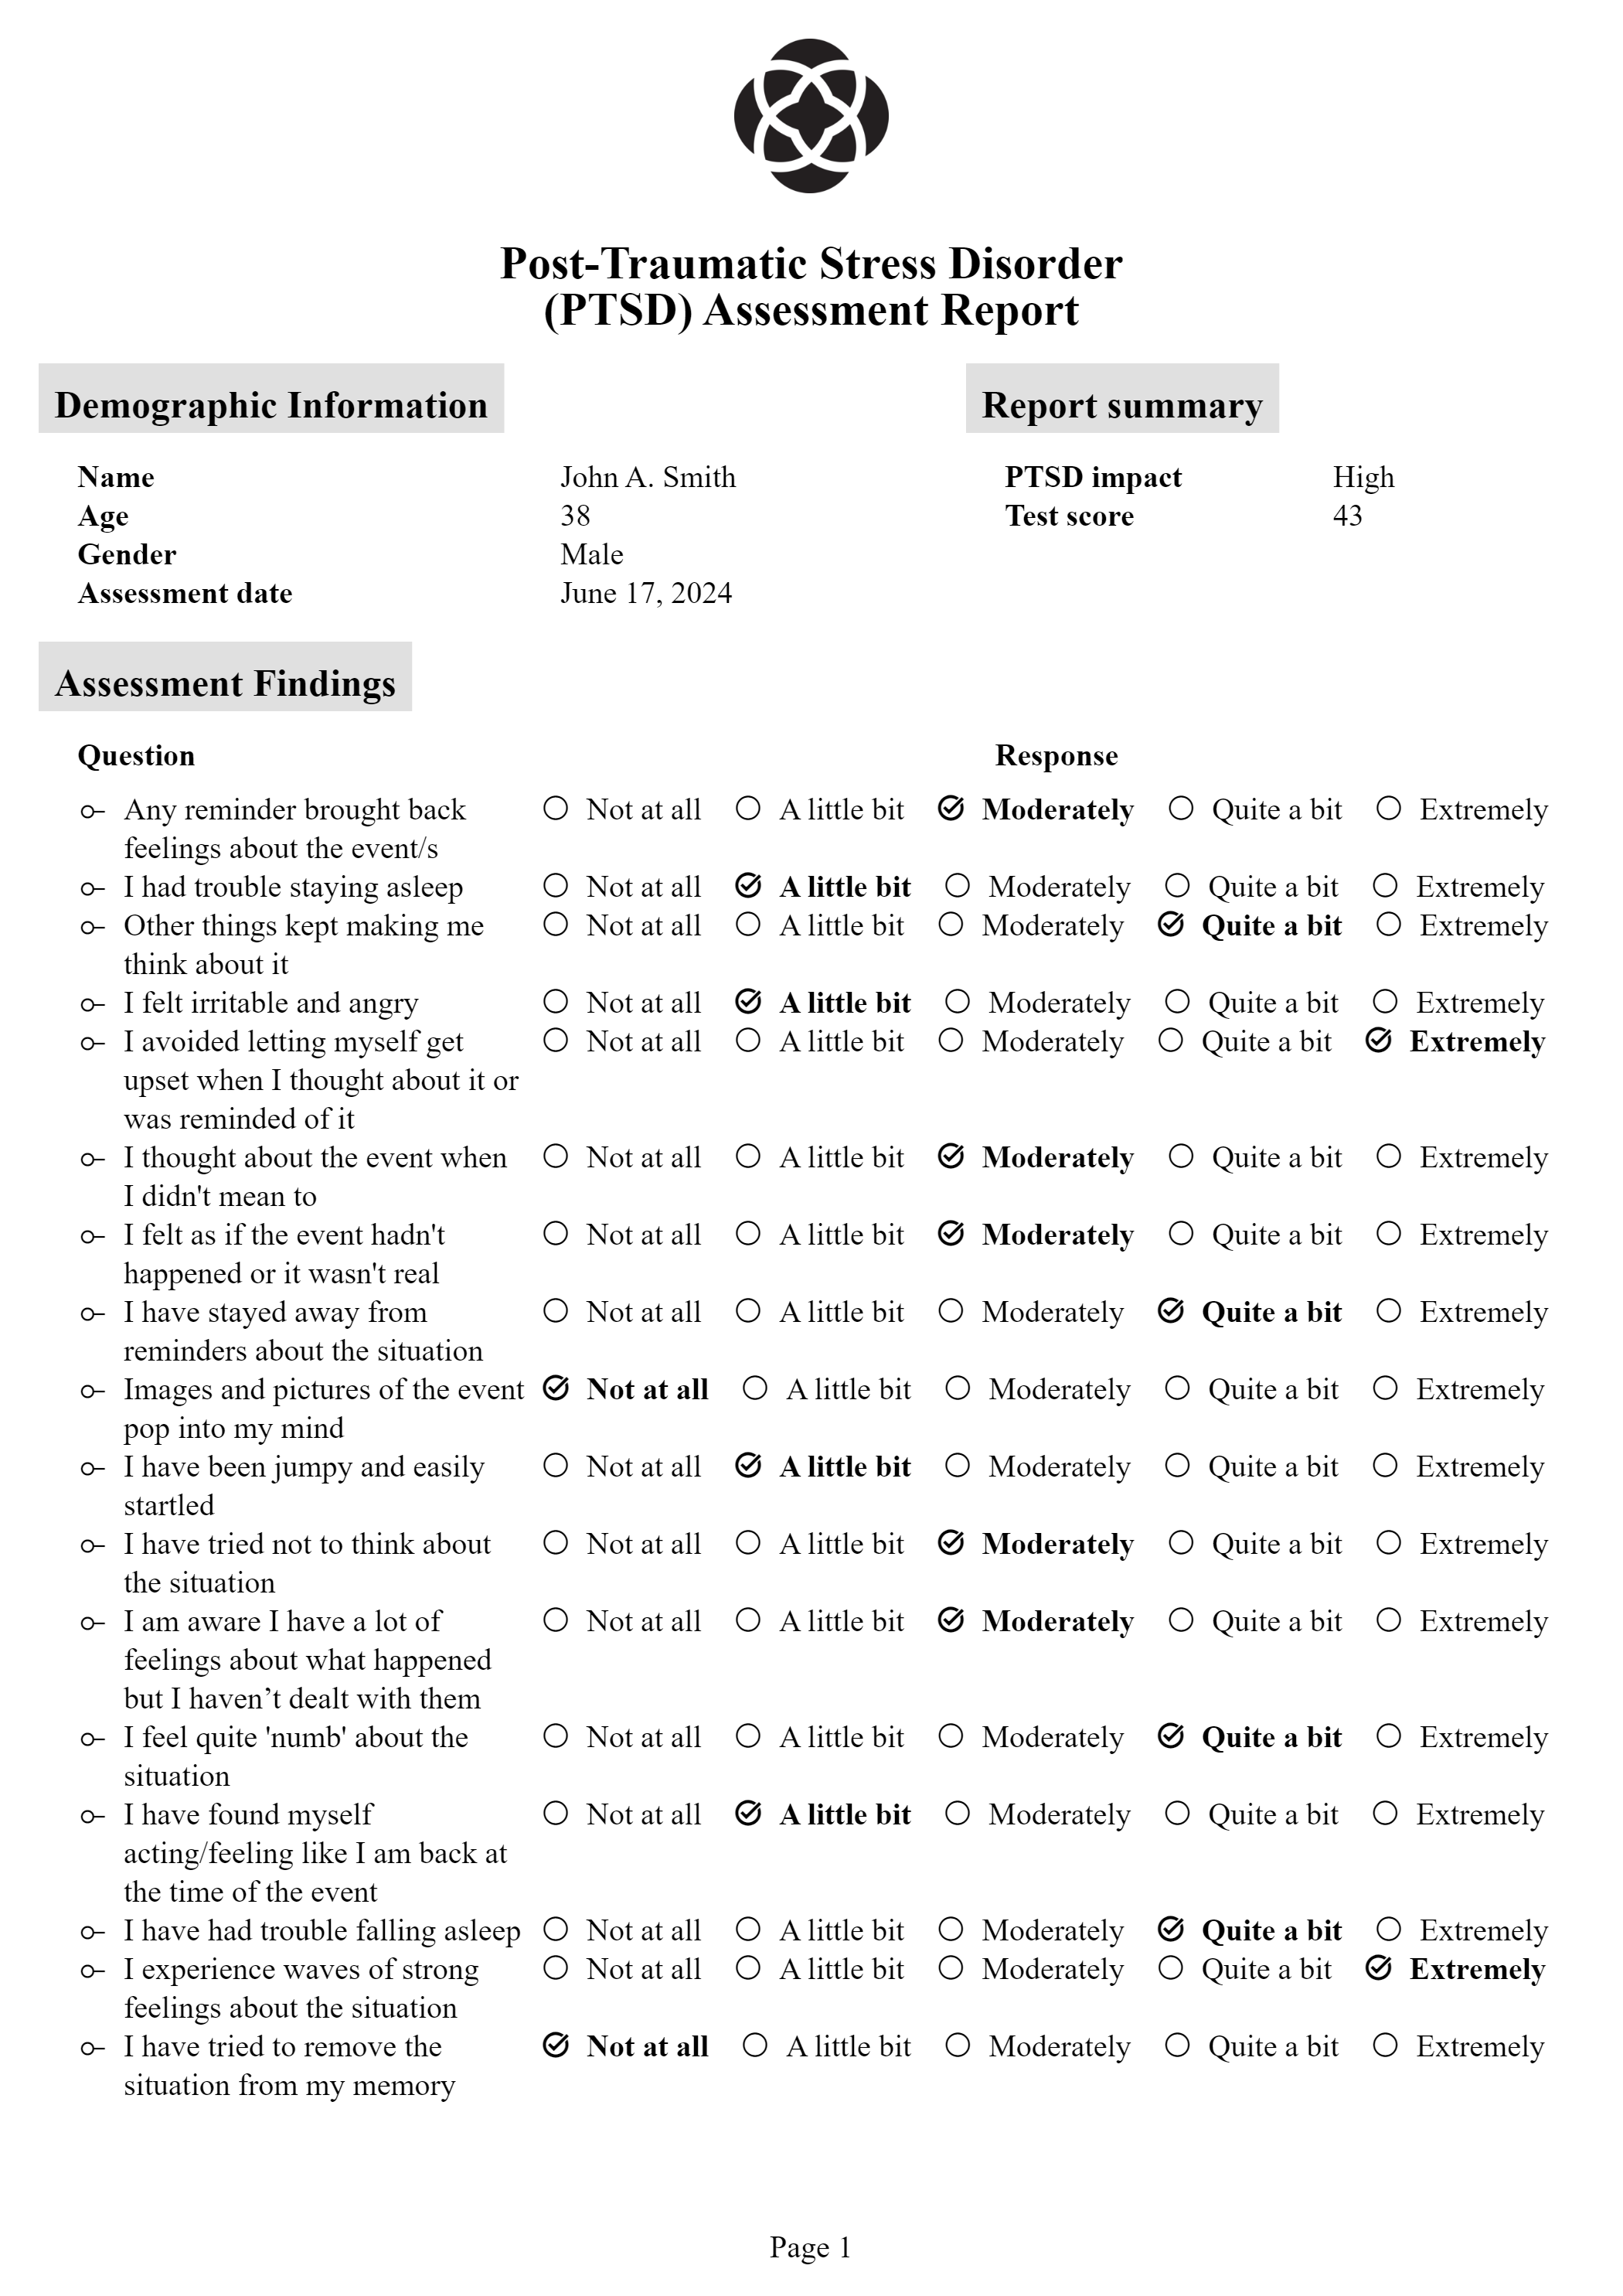 Post-Traumatic Stress Disorder
(PTSD) Assessment Report
Demographic Information
Name John A. Smith
Age 38
Gender Male
Assessment date June 17, 2024
Report summary
PTSD impact High
Test score 43
Assessment Findings
Question Response
Any reminder brought back Not at all A little bit Moderately Quite a bit Extremely
feelings about the event/s
I had trouble staying asleep Not at all A little bit Moderately Quite a bit Extremely
Other things kept making me Not at all A little bit Moderately Quite a bit Extremely
think about it
I felt irritable and angry Not at all A little bit Moderately Quite a bit Extremely
I avoided letting myself get Not at all A little bit Moderately Quite a bit Extremely
upset when I thought about it or
was reminded of it
I thought about the event when Not at all A little bit Moderately Quite a bit Extremely
I didn't mean to
I felt as if the event hadn't Not at all A little bit Moderately Quite a bit Extremely
happened or it wasn't real
I have stayed away from Not at all A little bit Moderately Quite a bit Extremely
reminders about the situation
Images and pictures of the event Not at all A little bit Moderately Quite a bit Extremely
pop into my mind
I have been jumpy and easily Not at all A little bit Moderately Quite a bit Extremely
startled
I have tried not to think about Not at all A little bit Moderately Quite a bit Extremely
the situation
I am aware I have a lot of Not at all A little bit Moderately Quite a bit Extremely
feelings about what happened
but I haven’t dealt with them
I feel quite 'numb' about the Not at all A little bit Moderately Quite a bit Extremely
situation
I have found myself Not at all A little bit Moderately Quite a bit Extremely
acting/feeling like I am back at
the time of the event
I have had trouble falling asleep Not at all A little bit Moderately Quite a bit Extremely
I experience waves of strong Not at all A little bit Moderately Quite a bit Extremely
feelings about the situation
I have tried to remove the Not at all A little bit Moderately Quite a bit Extremely
situation from my memory
Page 1